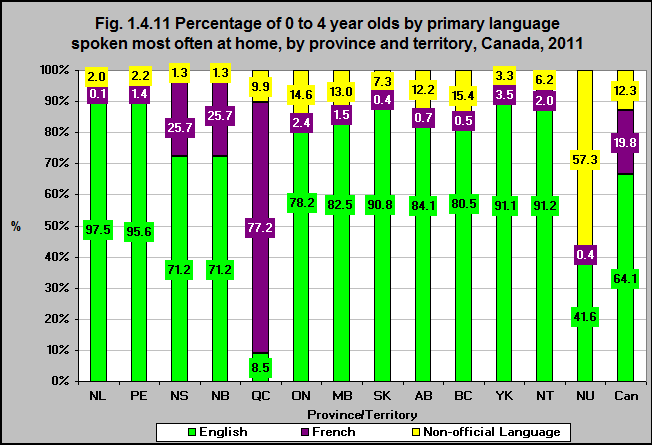 Fig. 1.4.11 Percentage of 0 to 4 year olds by primary language
spoken most often at home, by province and territory, Canada, 2011
100% 2.0 2.2 1.3 1.3 9.9 14.6 13.0 7.3 12.2 15.4 3.3 6.2 12.3
90% 0.1 1.4 25.7 25.7 2.4 1.5 0.4 0.7 0.5 3.5 2.0 19.8
80%
70% 57.3
60%
% 50% 97.5 95.6 71.2 71.2 77.2 78.2 82.5 90.8 84.1 80.5 91.1 91.2 0.4 64.1
40%
30%
20% 41.6
10% 8.5
0%
NL PE NS NB QC ON MB SK AB BC YK NT NU Can
Province/Territory
English French Non-official Language